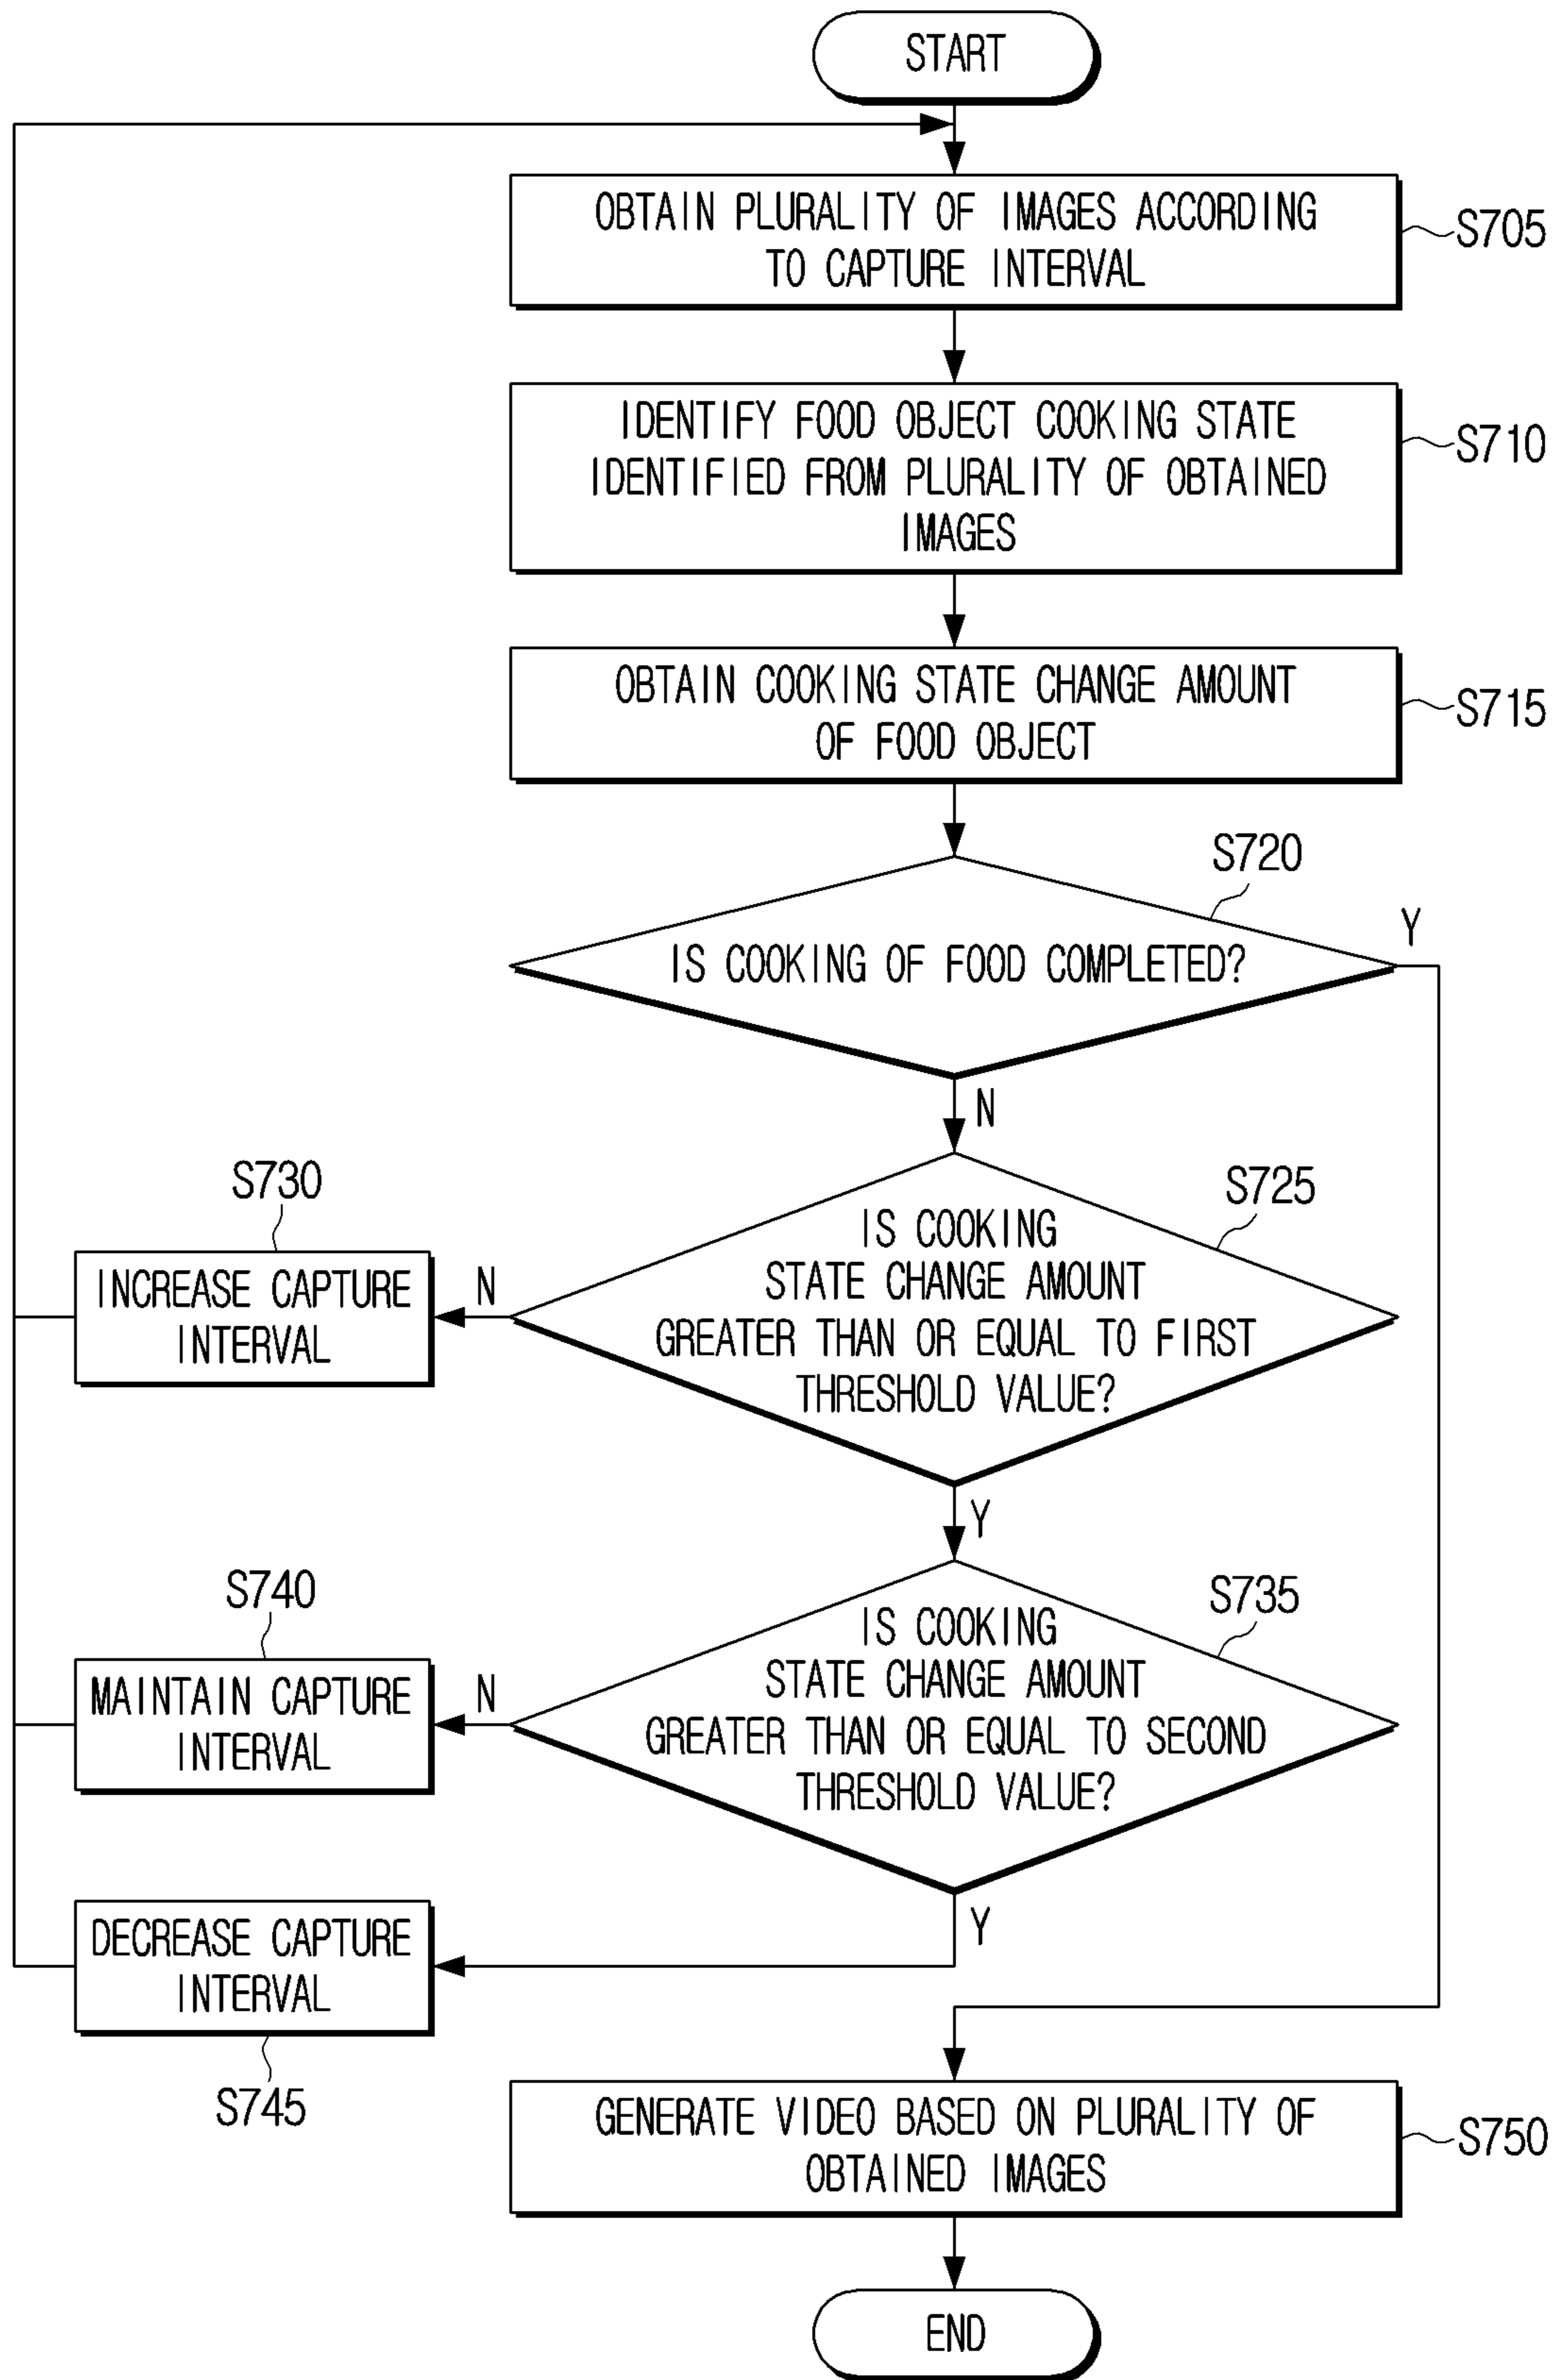 START
OBTAIN PLURALITY OF IMAGES ACCORDING
TO CAPTURE INTERVAL
S705
IDENTIFY FOOD OBJECT COOKING STATE
IDENTIFIED FROM PLURALITY OF OBTAINED
IMAGES
S710
OBTAIN COOKING STATE CHANGE AMOUNT
OF FOOD OBJECT
S715
S720
IS COOKING OF FOOD COMPLETED?
Y
N
S725
IS COOKING
STATE CHANGE AMOUNT
GREATER THAN OR EQUAL TO FIRST
THRESHOLD VALUE?
N
S730
INCREASE CAPTURE
INTERVAL
Y
S735
IS COOKING
STATE CHANGE AMOUNT
GREATER THAN OR EQUAL TO SECOND
THRESHOLD VALUE?
N
S740
MAINTAIN CAPTURE
INTERVAL
Y
DECREASE CAPTURE
INTERVAL
S745
GENERATE VIDEO BASED ON PLURALITY OF
OBTAINED IMAGES
S750
END